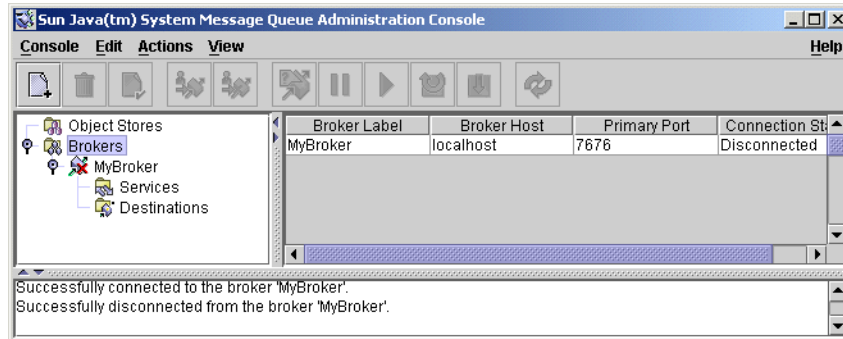 Sun Java(tm) System Message Queue Administration Console
Console Edit Actions View Help
Object Stores
Brokers
MyBroker
Services
Destinations
Broker Label Broker Host Primary Port Connection St
MyBroker localhost 7676 Disconnected
Successfully connected to the broker 'MyBroker'.
Successfully disconnected from the broker 'MyBroker'.